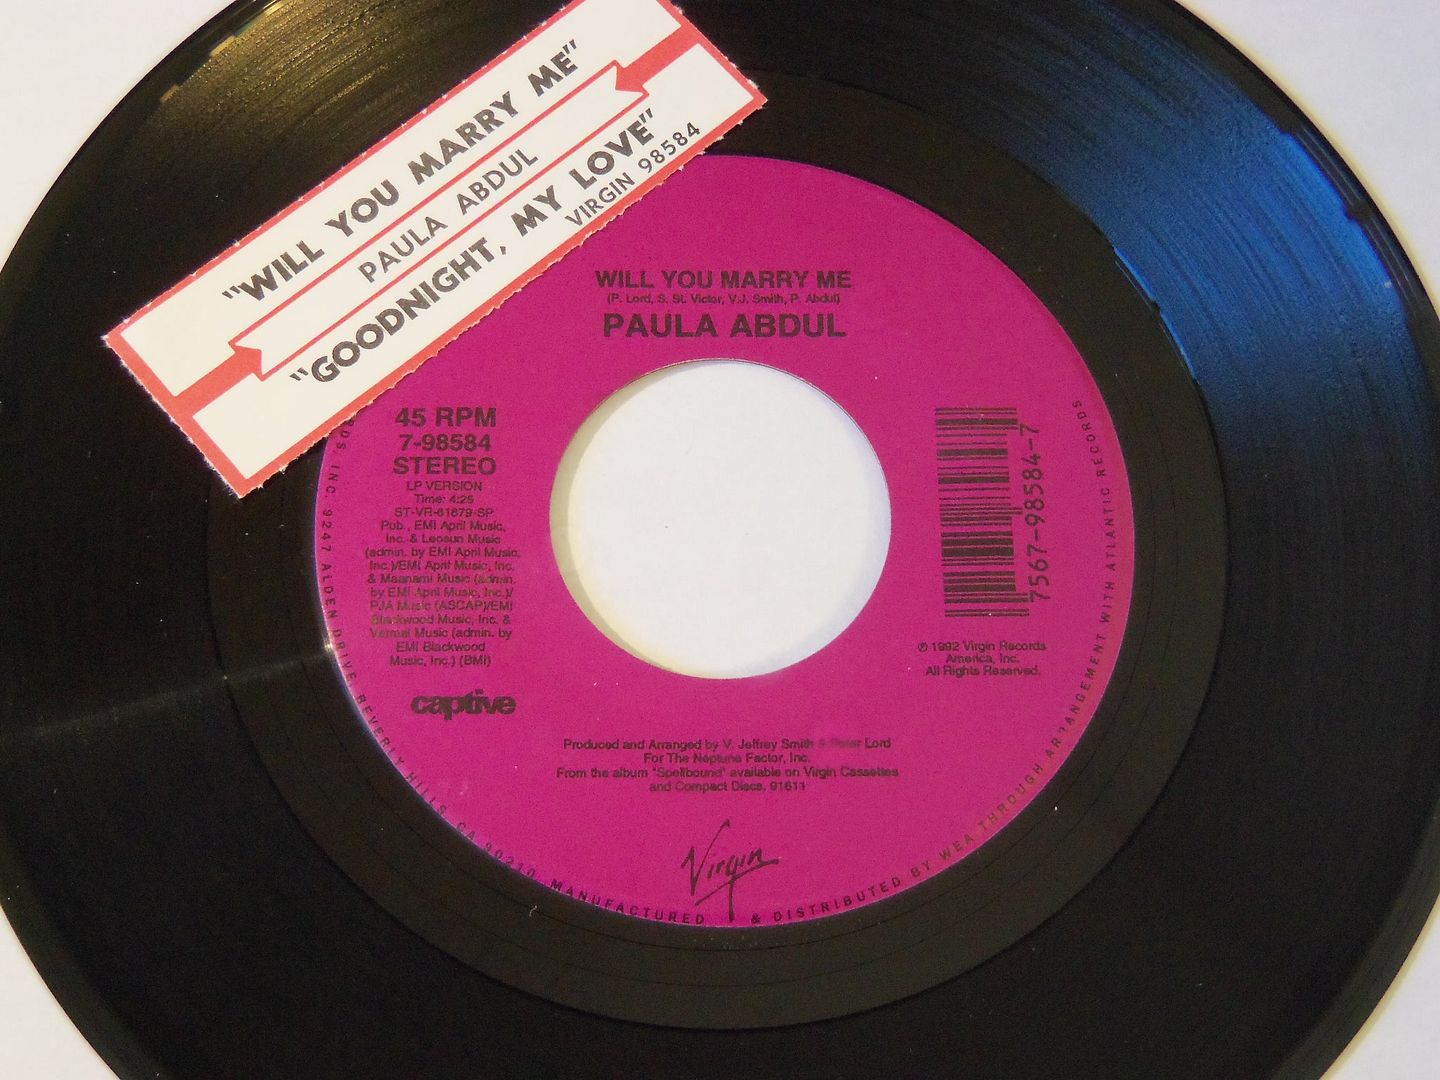 "WILL YOU MARRY ME"
PAULA ABDUL
"GOODNIGHT, MY LOVE"
VIRGIN 98584
WILL YOU MARRY ME
(P. Lord, S. St. Victor, V.J. Smith, P. Abdul)
PAULA ABDUL
45 RPM
7-98584
STEREO
LP VERSION
Time: 4:25
ST-VR-61679-SP
Pub., EMI April Music,
Inc. & Leosun Music
(admin. by EMI April Music,
Inc.)/EMI April Music, Inc.
& Maanami Music (admin.
by EMI April Music, Inc.)/
PJA Music (ASCAP)/EMI
Blackwood Music, Inc. &
Vermal Music (admin. by
EMI Blackwood
Music, Inc.) (BMI)
captive
7567-98584-7
℗ 1992 Virgin Records
America, Inc.
All Rights Reserved.
Produced and Arranged by V. Jeffrey Smith & Peter Lord
For The Neptune Factor, Inc.
From the album "Spellbound" available on Virgin Cassettes
and Compact Discs. 91611
Virgin
INC. 9247 ALDEN DRIVE BEVERLY HILLS, CA 90210. MANUFACTURED & DISTRIBUTED BY WEA THROUGH ARRANGEMENT WITH ATLANTIC RECORDS